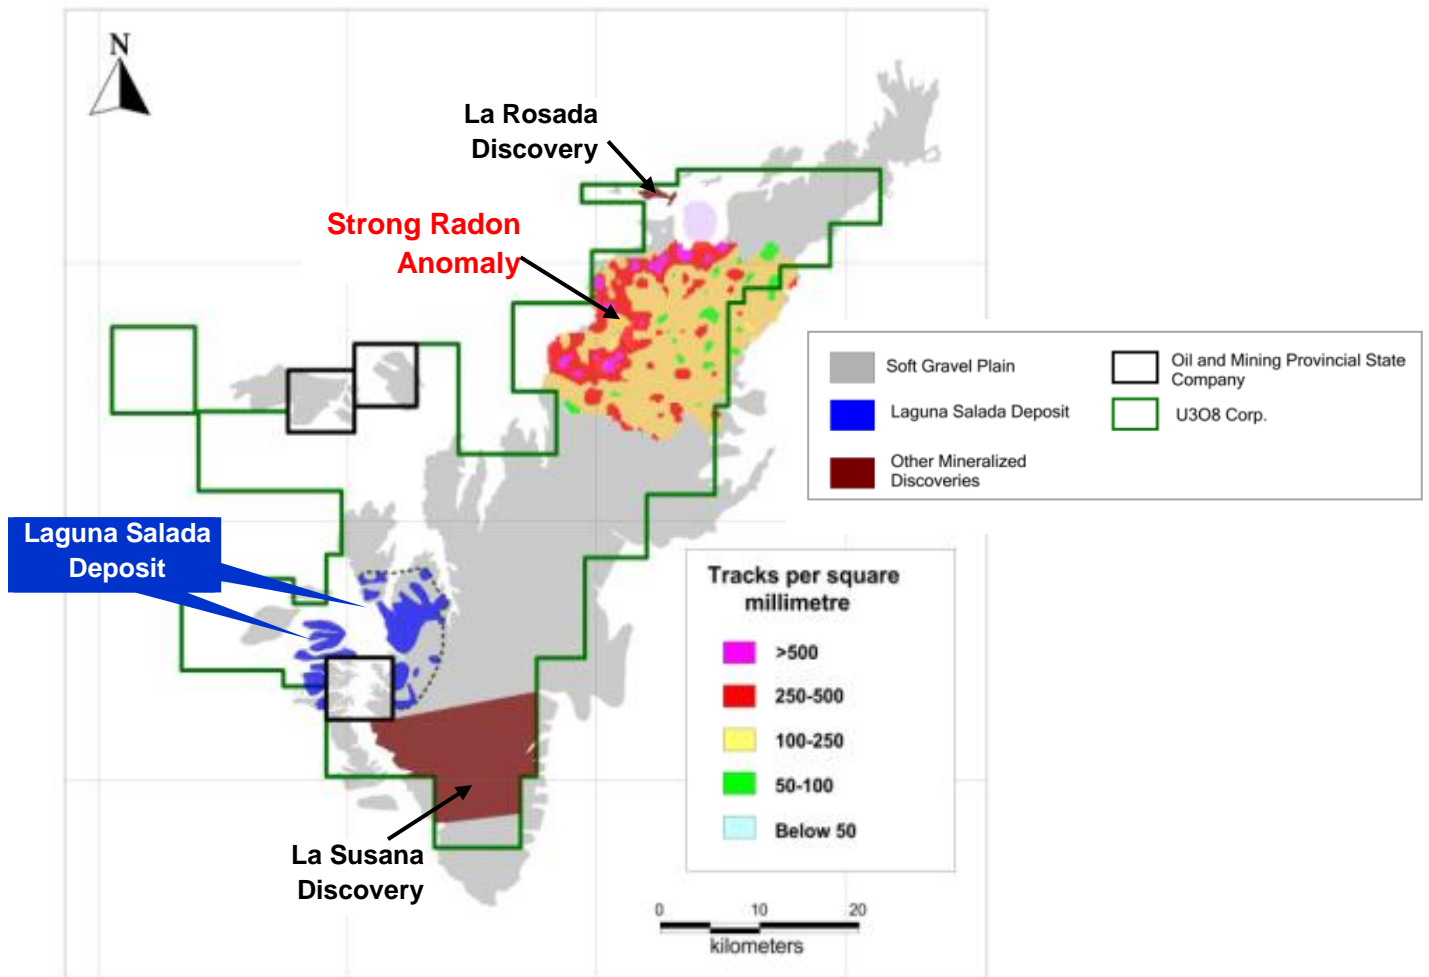 N
La Rosada
Discovery
Strong Radon
Anomaly
Soft Gravel Plain
Laguna Salada Deposit
Other Mineralized
Discoveries
Oil and Mining Provincial State
Company
U3O8 Corp.
Laguna Salada
Deposit
Tracks per square
millimetre
>500
250-500
100-250
50-100
Below 50
La Susana
Discovery
0 10 20
kilometers